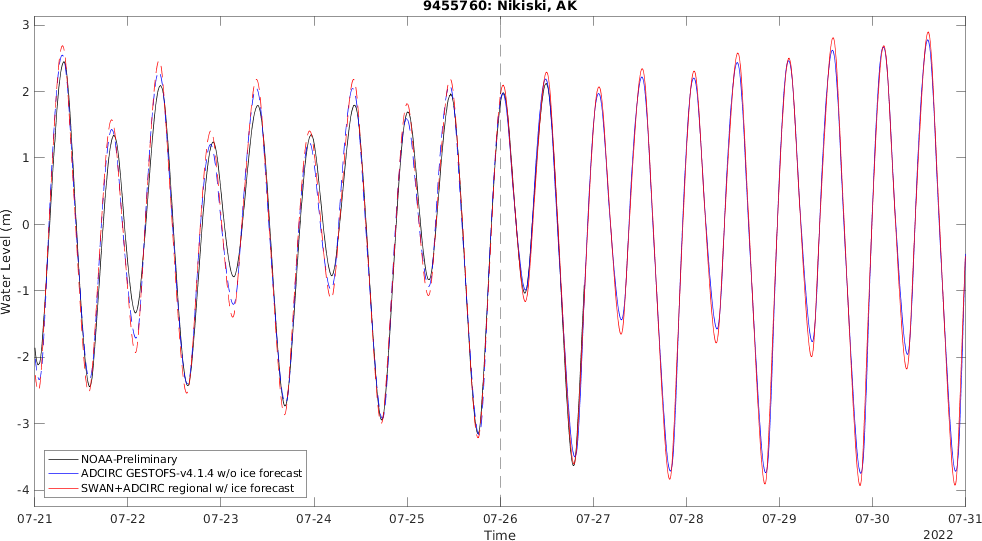 9455760: Nikiski, AK
3
2
1
0
-1
-2
-3
-4
Water Level (m)
NOAA-Preliminary
ADCIRC GESTOFS-v4.1.4 w/o ice forecast
SWAN+ADCIRC regional w/ ice forecast
07-21 07-22 07-23 07-24 07-25 07-26 07-27 07-28 07-29 07-30 07-31
Time
2022